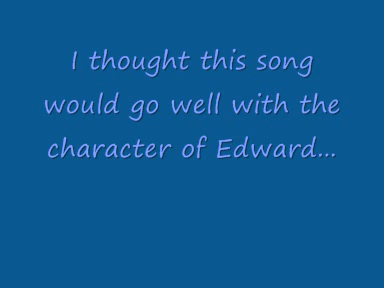 I thought this song
would go well with the
character of Edward...